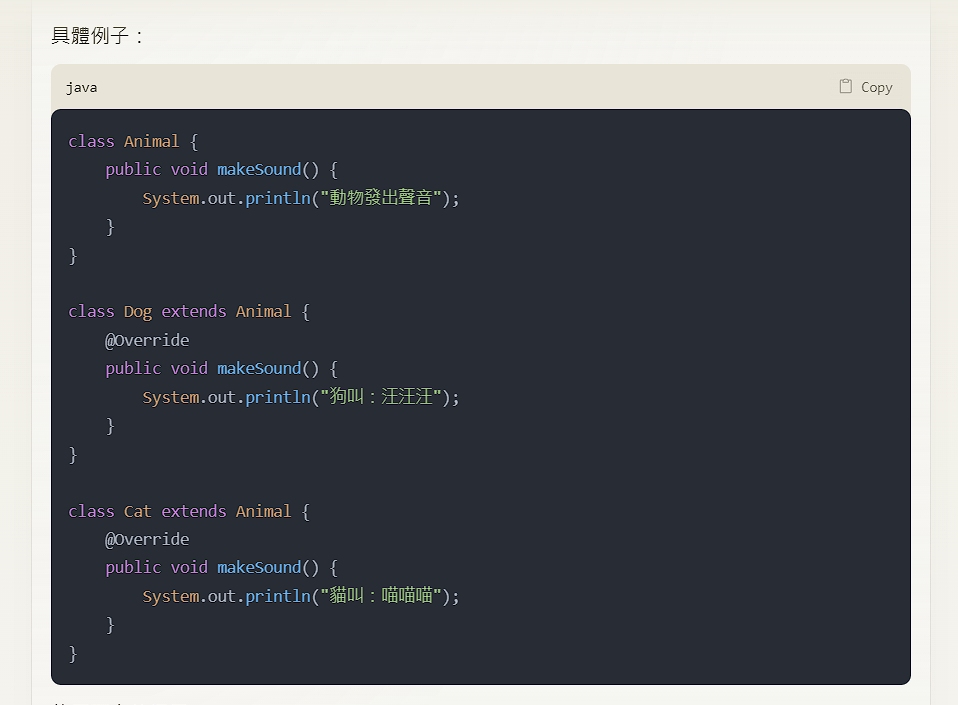 具體例子：
java
Copy
class Animal {
    public void makeSound() {
        System.out.println("動物發出聲音");
    }
}

class Dog extends Animal {
    @Override
    public void makeSound() {
        System.out.println("狗叫：汪汪汪");
    }
}

class Cat extends Animal {
    @Override
    public void makeSound() {
        System.out.println("貓叫：喵喵喵");
    }
}